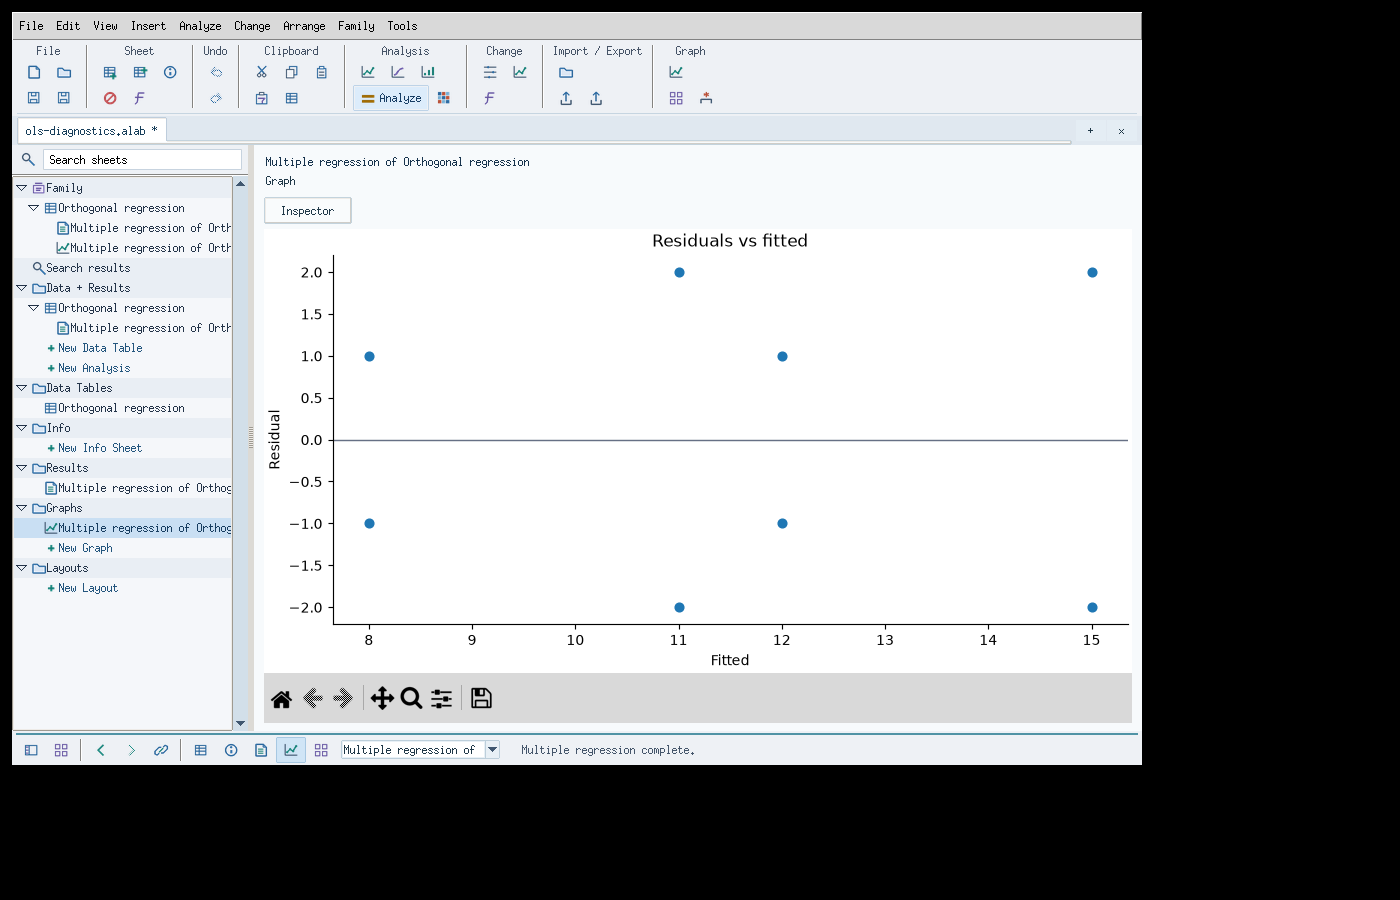 File Edit View Insert Analyze Change Arrange Family Tools
File Sheet Undo Clipboard Analysis Change Import / Export Graph
Analyze
ols-diagnostics.alab *
+ ×
Search sheets
Family
Orthogonal regression
Multiple regression of Orth
Multiple regression of Orth
Search results
Data + Results
Orthogonal regression
Multiple regression of Orth
+ New Data Table
+ New Analysis
Data Tables
Orthogonal regression
Info
+ New Info Sheet
Results
Multiple regression of Orthog
Graphs
Multiple regression of Orthog
+ New Graph
Layouts
+ New Layout
Multiple regression of Orthogonal regression
Graph
Inspector
Residuals vs fitted
2.0
1.5
1.0
0.5
0.0
−0.5
−1.0
−1.5
−2.0
Residual
8 9 10 11 12 13 14 15
Fitted
Multiple regression of
Multiple regression complete.